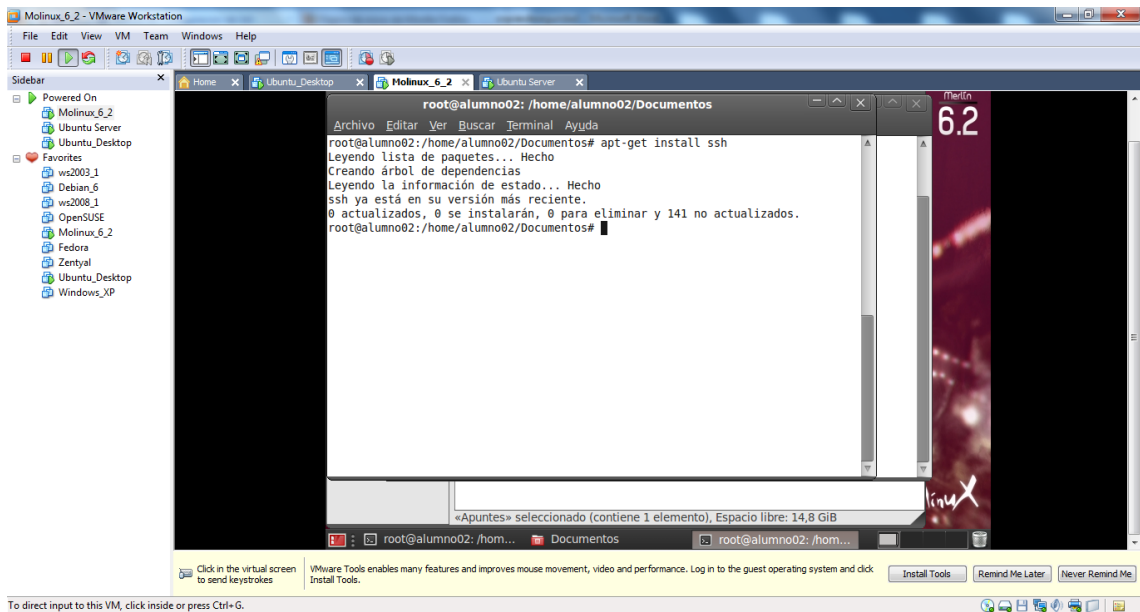 Molinux_6_2 - VMware Workstation
File Edit View VM Team Windows Help
Sidebar
Home Ubuntu_Desktop Molinux_6_2 Ubuntu Server
Powered On
Molinux_6_2
Ubuntu Server
Ubuntu_Desktop
Favorites
ws2003_1
Debian_6
ws2008_1
OpenSUSE
Molinux_6_2
Fedora
Zentyal
Ubuntu_Desktop
Windows_XP
root@alumno02: /home/alumno02/Documentos
Archivo Editar Ver Buscar Terminal Ayuda
root@alumno02:/home/alumno02/Documentos# apt-get install ssh
Leyendo lista de paquetes... Hecho
Creando árbol de dependencias
Leyendo la información de estado... Hecho
ssh ya está en su versión más reciente.
0 actualizados, 0 se instalarán, 0 para eliminar y 141 no actualizados.
root@alumno02:/home/alumno02/Documentos#
Merlín
6.2
«Apuntes» seleccionado (contiene 1 elemento), Espacio libre: 14,8 GiB
root@alumno02: /hom... Documentos root@alumno02: /hom...
Click in the virtual screen
to send keystrokes
VMware Tools enables many features and improves mouse movement, video and performance. Log in to the guest operating system and click
Install Tools.
Install Tools Remind Me Later Never Remind Me
To direct input to this VM, click inside or press Ctrl+G.